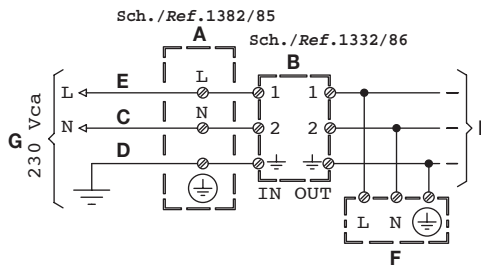 Sch./Ref.1382/85
A
Sch./Ref.1332/86
B
L
E
L
1
1
N
G
230 Vca
N
C
2
2
D
IN OUT
L N
F